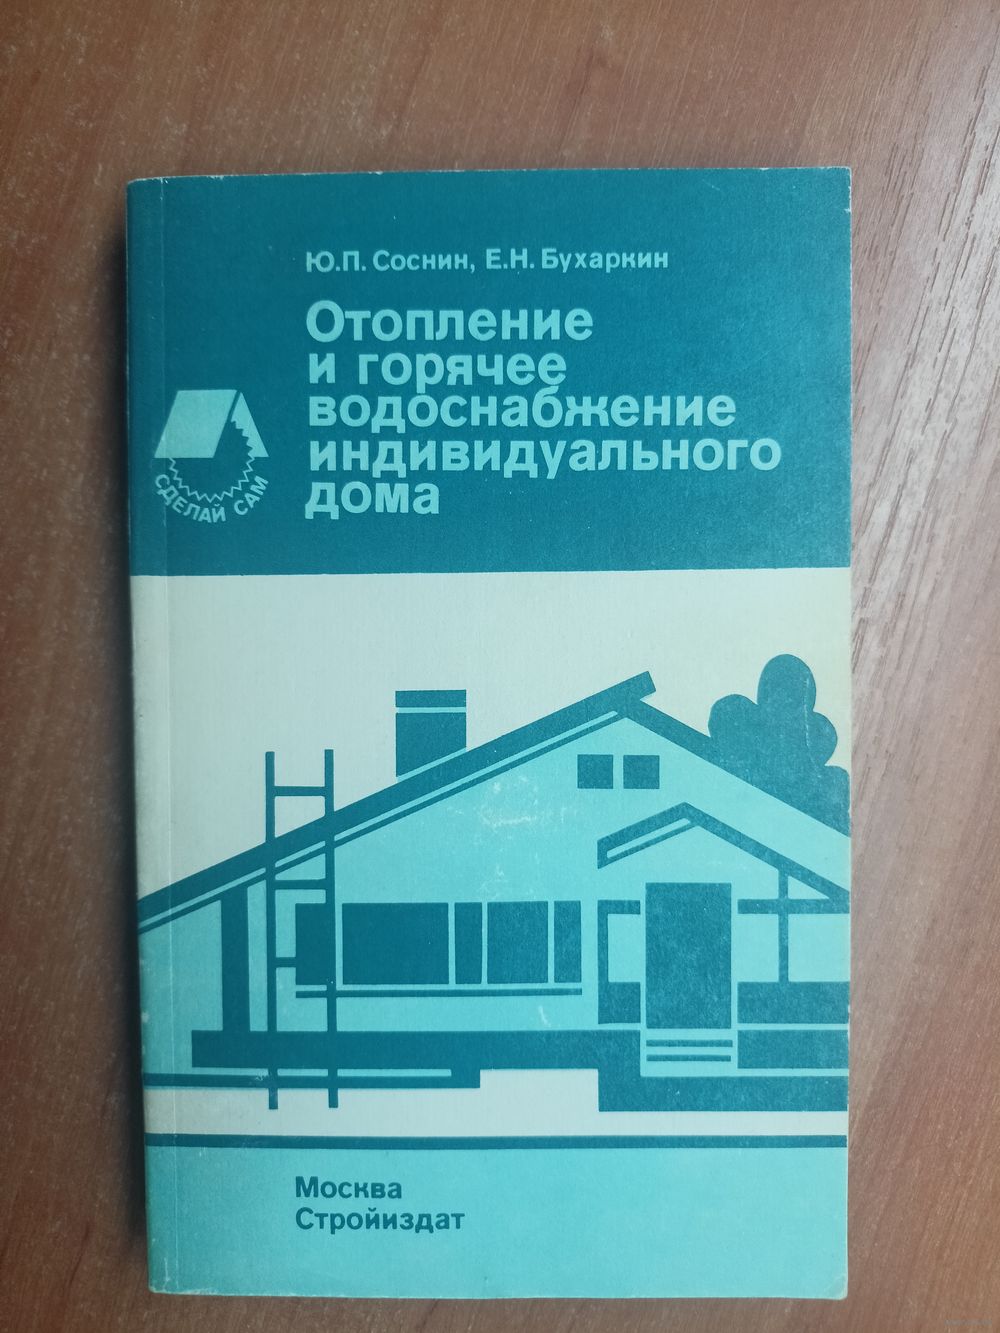 Ю.П. Соснин, Е.Н. Бухаркин
Отопление
и горячее
водоснабжение
индивидуального
дома
СДЕЛАЙ САМ
Москва
Стройиздат